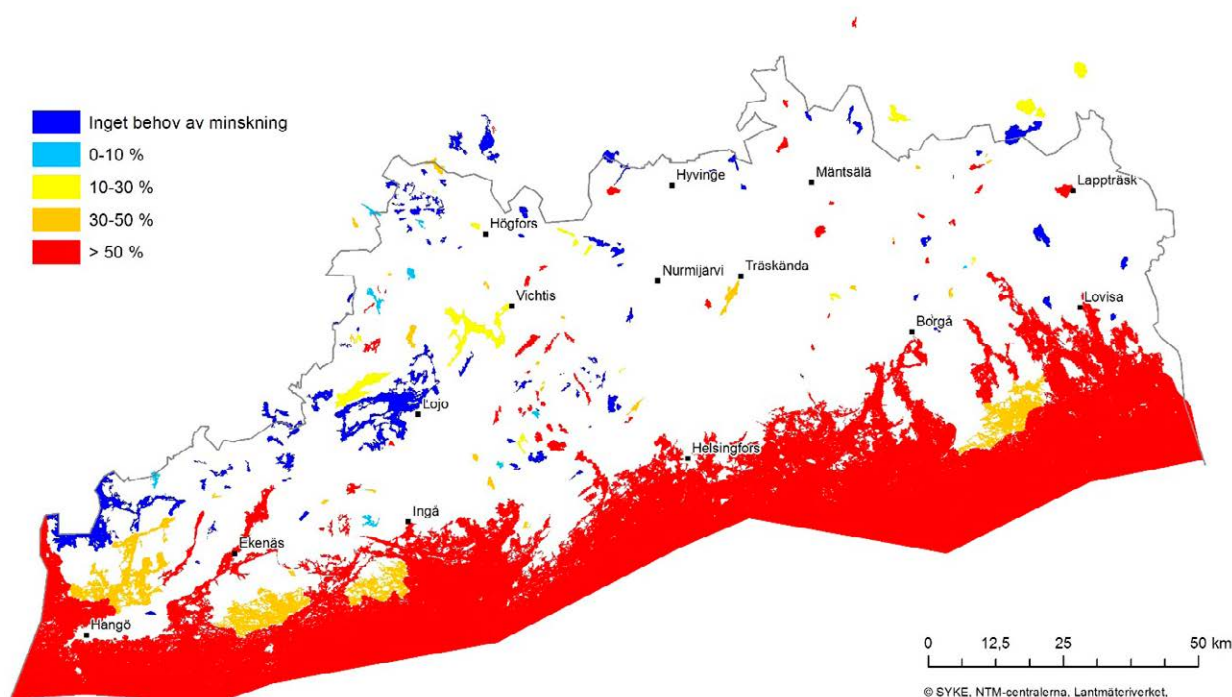 Inget behov av minskning
0-10 %
10-30 %
30-50 %
> 50 %
Hyvinge
Mäntsälä
Lappträsk
Högfors
Nurmijärvi
Träskända
Vichtis
Lovisa
Borgå
Lojo
Helsingfors
Ingå
Ekenäs
Hangö
0 12,5 25 50 km
© SYKE, NTM-centralerna, Lantmäteriverket.